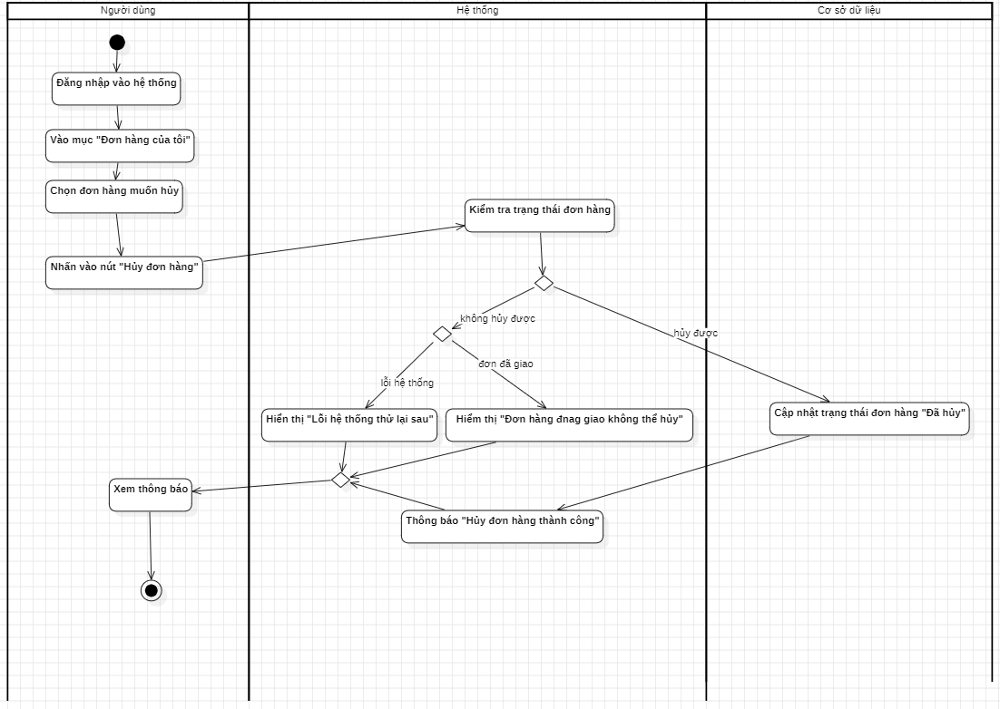 Người dùng
Hệ thống
Cơ sở dữ liệu
Đăng nhập vào hệ thống
Vào mục "Đơn hàng của tôi"
Chọn đơn hàng muốn hủy
Nhấn vào nút "Hủy đơn hàng"
Kiểm tra trạng thái đơn hàng
không hủy được
hủy được
đơn đã giao
lỗi hệ thống
Hiển thị "Lỗi hệ thống thử lại sau"
Hiển thị "Đơn hàng đnag giao không thể hủy"
Cập nhật trạng thái đơn hàng "Đã hủy"
Xem thông báo
Thông báo "Hủy đơn hàng thành công"